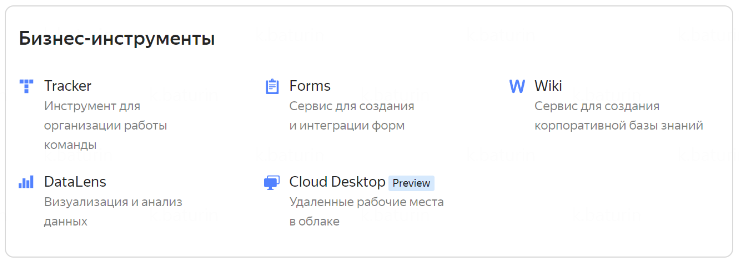 Бизнес-инструменты
Tracker
Инструмент для
организации работы
команды
Forms
Сервис для создания
и интеграции форм
Wiki
Сервис для создания
корпоративной базы знаний
DataLens
Визуализация и анализ
данных
Cloud Desktop Preview
Удаленные рабочие места
в облаке